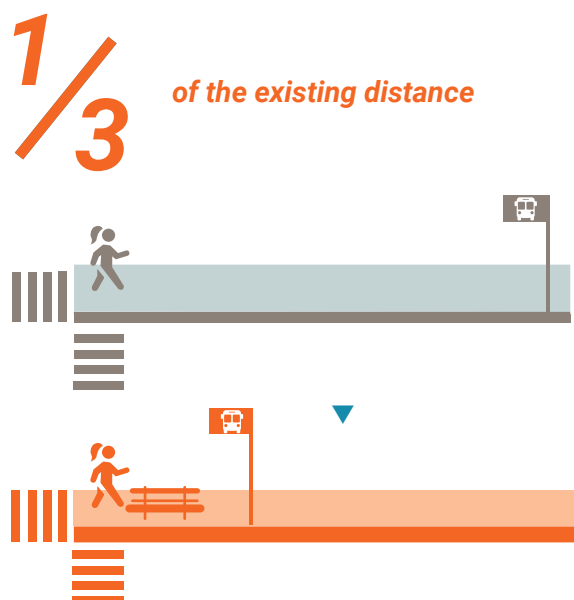 1/3
of the existing distance